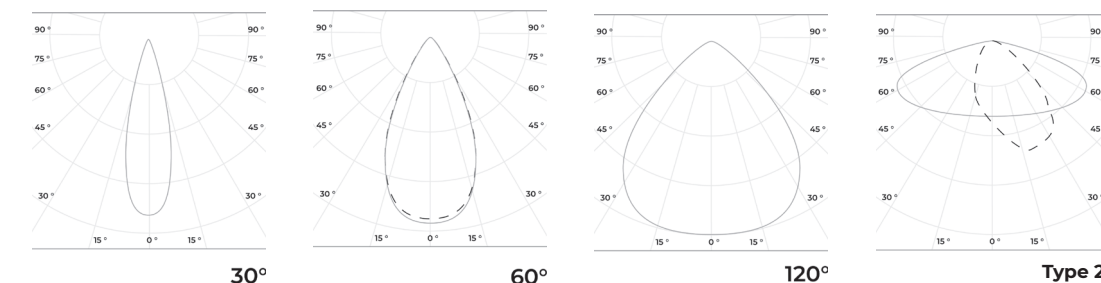 90 ° 90 ° 90 ° 90 ° 90 ° 90 ° 90 ° 90
75 ° 75 ° 75 ° 75 ° 75 ° 75 ° 75 ° 75
60 ° 60 ° 60 ° 60 ° 60 ° 60 ° 60 ° 60
45 ° 45 ° 45 ° 45 ° 45 ° 45 ° 45 ° 45
30 ° 30 ° 30 ° 30 ° 30 ° 30 ° 30 ° 30
15 ° 0 ° 15 ° 15 ° 0 ° 15 ° 15 ° 0 ° 15 ° 15 ° 0 ° 15 °
30° 60° 120° Type 2